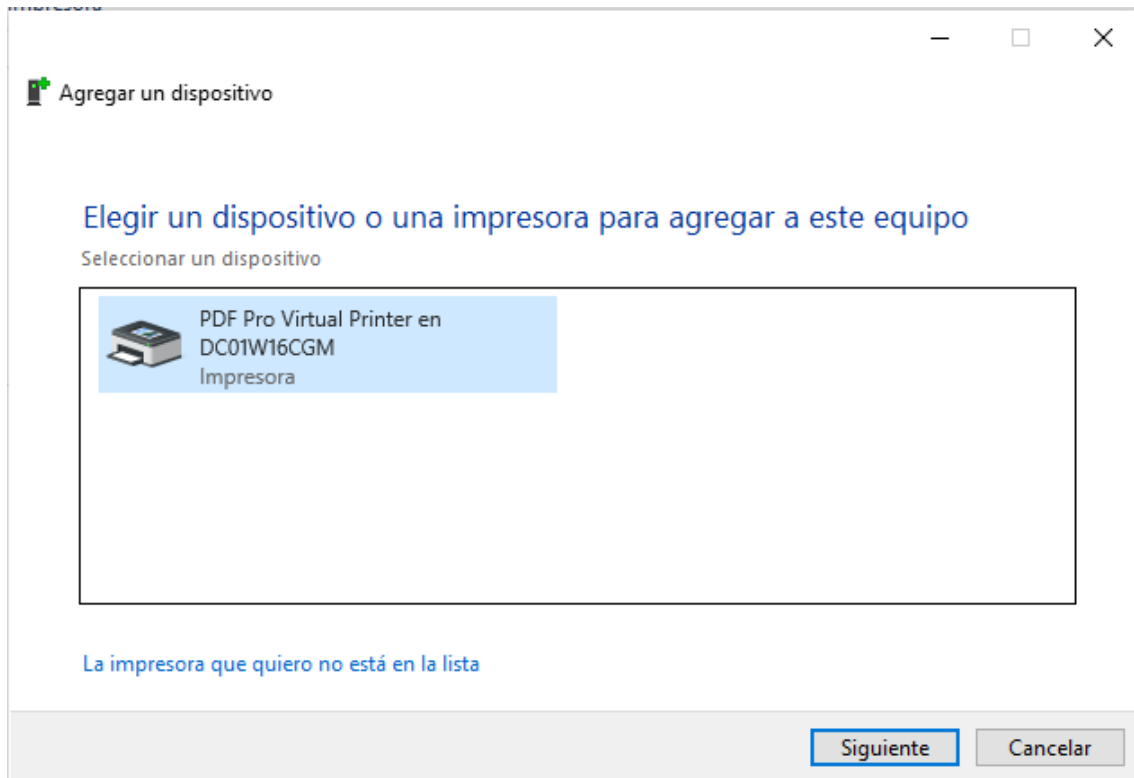 Agregar un dispositivo
Elegir un dispositivo o una impresora para agregar a este equipo
Seleccionar un dispositivo
PDF Pro Virtual Printer en
DC01W16CGM
Impresora
La impresora que quiero no está en la lista
Siguiente
Cancelar